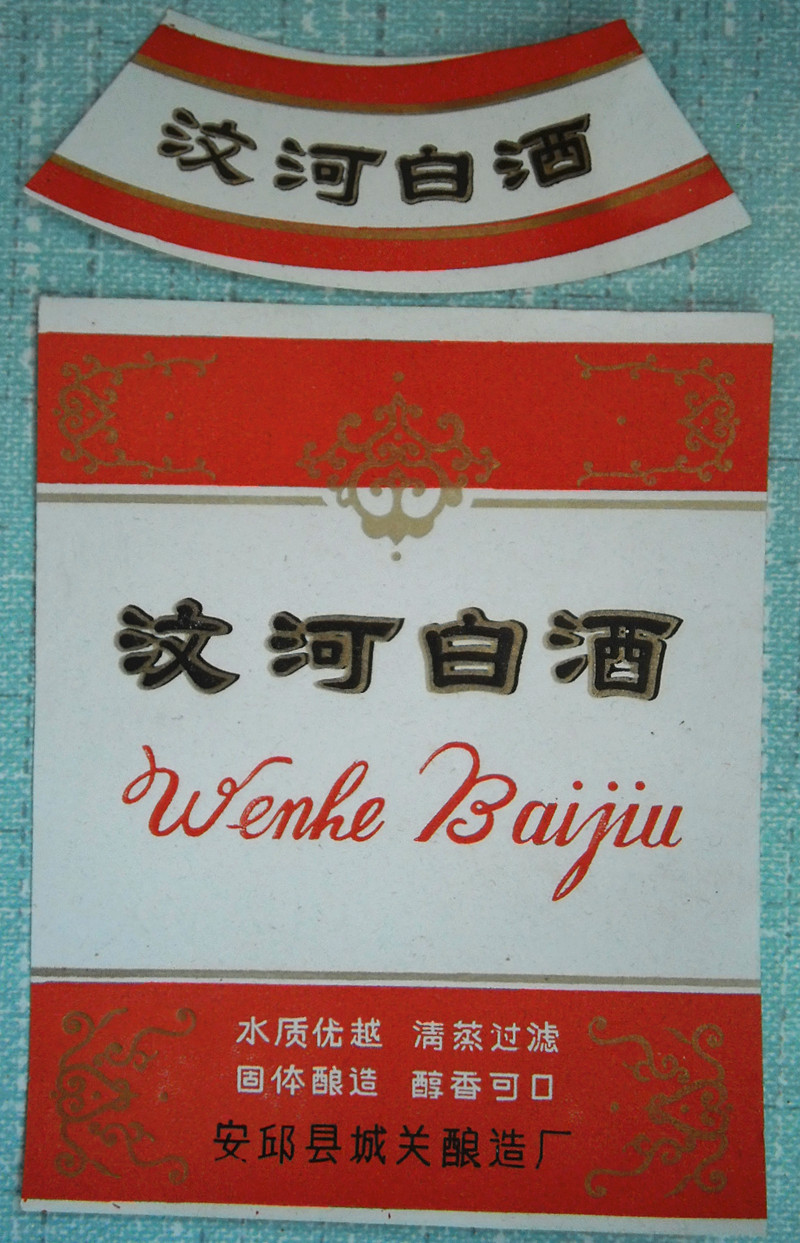 汶河白酒
汶河白酒
Wenhe Baijiu
水质优越 清蒸过滤
固体酿造 醇香可口
安邱县城关酿造厂